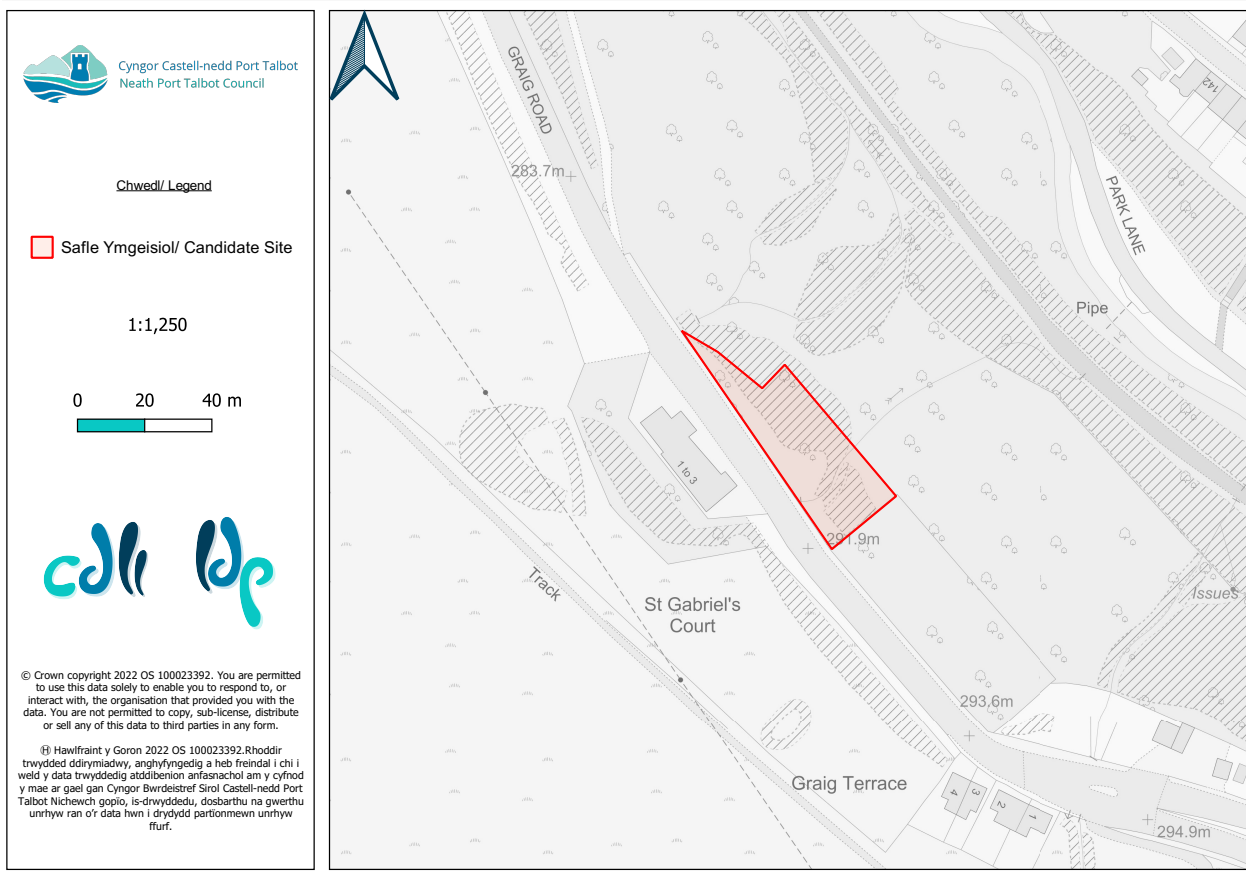 Cyngor Castell-nedd Port Talbot
Neath Port Talbot Council
Chwedl/ Legend
Safle Ymgeisiol/ Candidate Site
1:1,250
0 20 40 m
cdll ldp
© Crown copyright 2022 OS 100023392. You are permitted
to use this data solely to enable you to respond to, or
interact with, the organisation that provided you with the
data. You are not permitted to copy, sub-license, distribute
or sell any of this data to third parties in any form.
Ⓗ Hawlfraint y Goron 2022 OS 100023392.Rhoddir
trwydded ddirymiadwy, anghyfyngedig a heb freindal i chi i
weld y data trwyddedig atddibenion anfasnachol am y cyfnod
y mae ar gael gan Cyngor Bwrdeistref Sirol Castell-nedd Port
Talbot Nichewch gopïo, is-drwyddedu, dosbarthu na gwerthu
unrhyw ran o'r data hwn i drydydd partïonmewn unrhyw
ffurf.
GRAIG ROAD
283.7m
142
PARK LANE
Pipe
1 to 3
291.9m
Track
St Gabriel's
Court
Issues
293.6m
Graig Terrace
4
3
2
1
294.9m